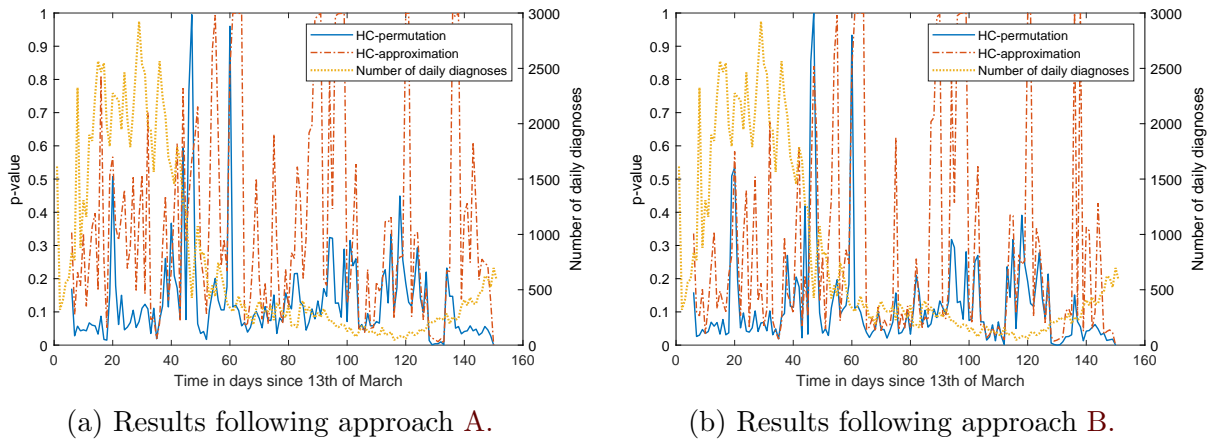 1
0.9
0.8
0.7
0.6
0.5
0.4
0.3
0.2
0.1
0
p-value
HC-permutation
HC-approximation
Number of daily diagnoses
3000
2500
2000
1500
1000
500
0
Number of daily diagnoses
0 20 40 60 80 100 120 140 160
Time in days since 13th of March
(a) Results following approach A.
1
0.9
0.8
0.7
0.6
0.5
0.4
0.3
0.2
0.1
0
p-value
HC-permutation
HC-approximation
Number of daily diagnoses
3000
2500
2000
1500
1000
500
0
Number of daily diagnoses
0 20 40 60 80 100 120 140 160
Time in days since 13th of March
(b) Results following approach B.